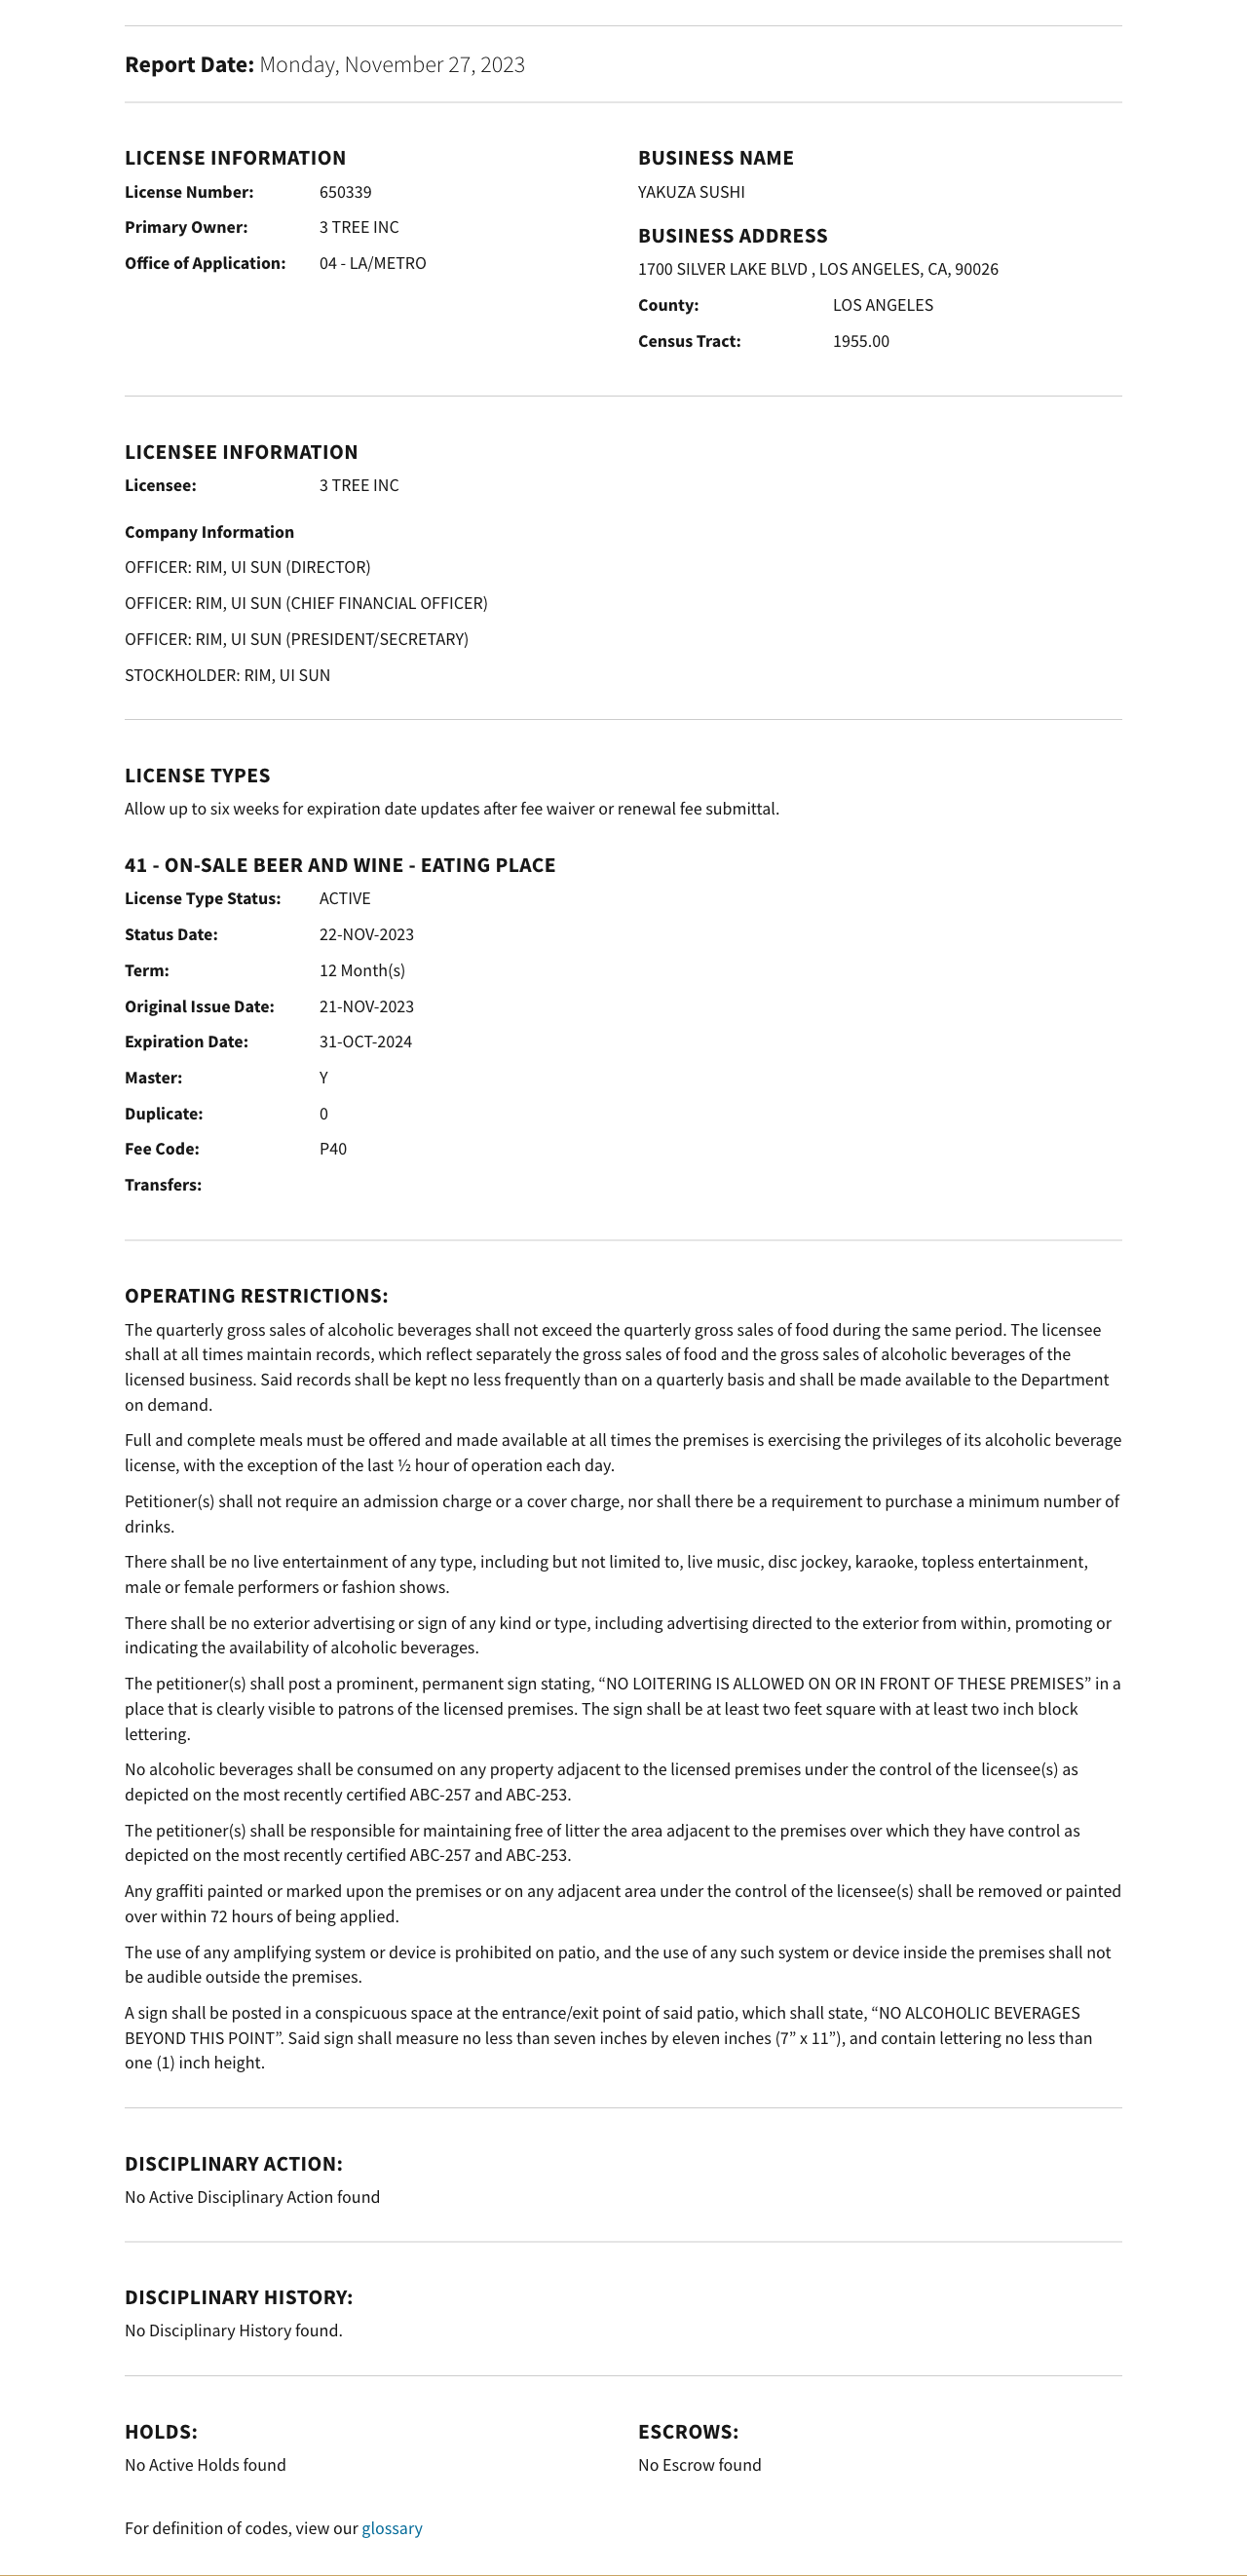 Report Date: Monday, November 27, 2023
LICENSE INFORMATION
License Number: 650339
Primary Owner: 3 TREE INC
Office of Application: 04 - LA/METRO
BUSINESS NAME
YAKUZA SUSHI
BUSINESS ADDRESS
1700 SILVER LAKE BLVD , LOS ANGELES, CA, 90026
County: LOS ANGELES
Census Tract: 1955.00
LICENSEE INFORMATION
Licensee: 3 TREE INC
Company Information
OFFICER: RIM, UI SUN (DIRECTOR)
OFFICER: RIM, UI SUN (CHIEF FINANCIAL OFFICER)
OFFICER: RIM, UI SUN (PRESIDENT/SECRETARY)
STOCKHOLDER: RIM, UI SUN
LICENSE TYPES
Allow up to six weeks for expiration date updates after fee waiver or renewal fee submittal.
41 - ON-SALE BEER AND WINE - EATING PLACE
License Type Status: ACTIVE
Status Date: 22-NOV-2023
Term: 12 Month(s)
Original Issue Date: 21-NOV-2023
Expiration Date: 31-OCT-2024
Master: Y
Duplicate: 0
Fee Code: P40
Transfers:
OPERATING RESTRICTIONS:
The quarterly gross sales of alcoholic beverages shall not exceed the quarterly gross sales of food during the same period. The licensee
shall at all times maintain records, which reflect separately the gross sales of food and the gross sales of alcoholic beverages of the
licensed business. Said records shall be kept no less frequently than on a quarterly basis and shall be made available to the Department
on demand.
Full and complete meals must be offered and made available at all times the premises is exercising the privileges of its alcoholic beverage
license, with the exception of the last ½ hour of operation each day.
Petitioner(s) shall not require an admission charge or a cover charge, nor shall there be a requirement to purchase a minimum number of
drinks.
There shall be no live entertainment of any type, including but not limited to, live music, disc jockey, karaoke, topless entertainment,
male or female performers or fashion shows.
There shall be no exterior advertising or sign of any kind or type, including advertising directed to the exterior from within, promoting or
indicating the availability of alcoholic beverages.
The petitioner(s) shall post a prominent, permanent sign stating, “NO LOITERING IS ALLOWED ON OR IN FRONT OF THESE PREMISES” in a
place that is clearly visible to patrons of the licensed premises. The sign shall be at least two feet square with at least two inch block
lettering.
No alcoholic beverages shall be consumed on any property adjacent to the licensed premises under the control of the licensee(s) as
depicted on the most recently certified ABC-257 and ABC-253.
The petitioner(s) shall be responsible for maintaining free of litter the area adjacent to the premises over which they have control as
depicted on the most recently certified ABC-257 and ABC-253.
Any graffiti painted or marked upon the premises or on any adjacent area under the control of the licensee(s) shall be removed or painted
over within 72 hours of being applied.
The use of any amplifying system or device is prohibited on patio, and the use of any such system or device inside the premises shall not
be audible outside the premises.
A sign shall be posted in a conspicuous space at the entrance/exit point of said patio, which shall state, “NO ALCOHOLIC BEVERAGES
BEYOND THIS POINT”. Said sign shall measure no less than seven inches by eleven inches (7” x 11”), and contain lettering no less than
one (1) inch height.
DISCIPLINARY ACTION:
No Active Disciplinary Action found
DISCIPLINARY HISTORY:
No Disciplinary History found.
HOLDS:
No Active Holds found
ESCROWS:
No Escrow found
For definition of codes, view our glossary